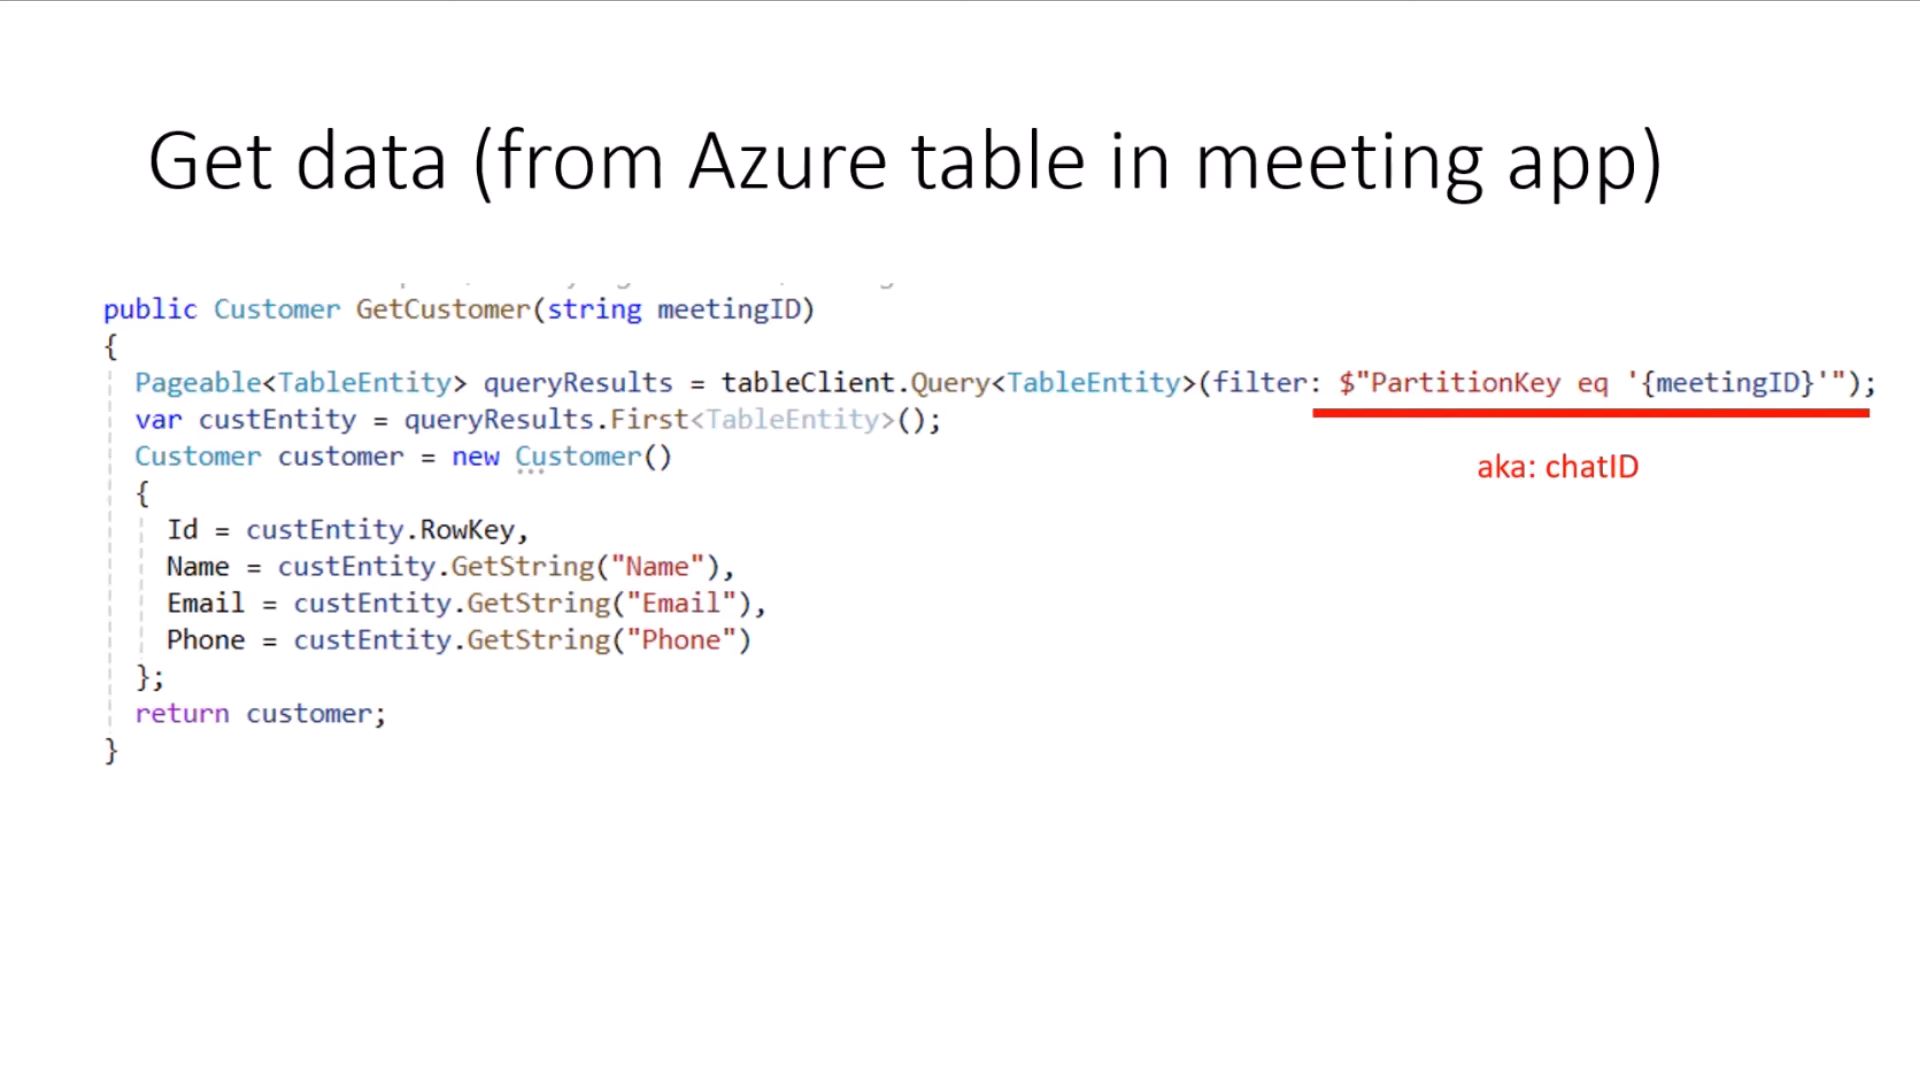 Get data (from Azure table in meeting app)
public Customer GetCustomer(string meetingID)
{
Pageable<TableEntity> queryResults = tableClient.Query<TableEntity>(filter: $"PartitionKey eq '{meetingID}'");
var custEntity = queryResults.First<TableEntity>();
aka: chatID
Customer customer = new Customer()
{
Id = custEntity.RowKey,
Name = custEntity.GetString("Name"),
Email = custEntity.GetString("Email"),
Phone = custEntity.GetString("Phone")
};
return customer;
}